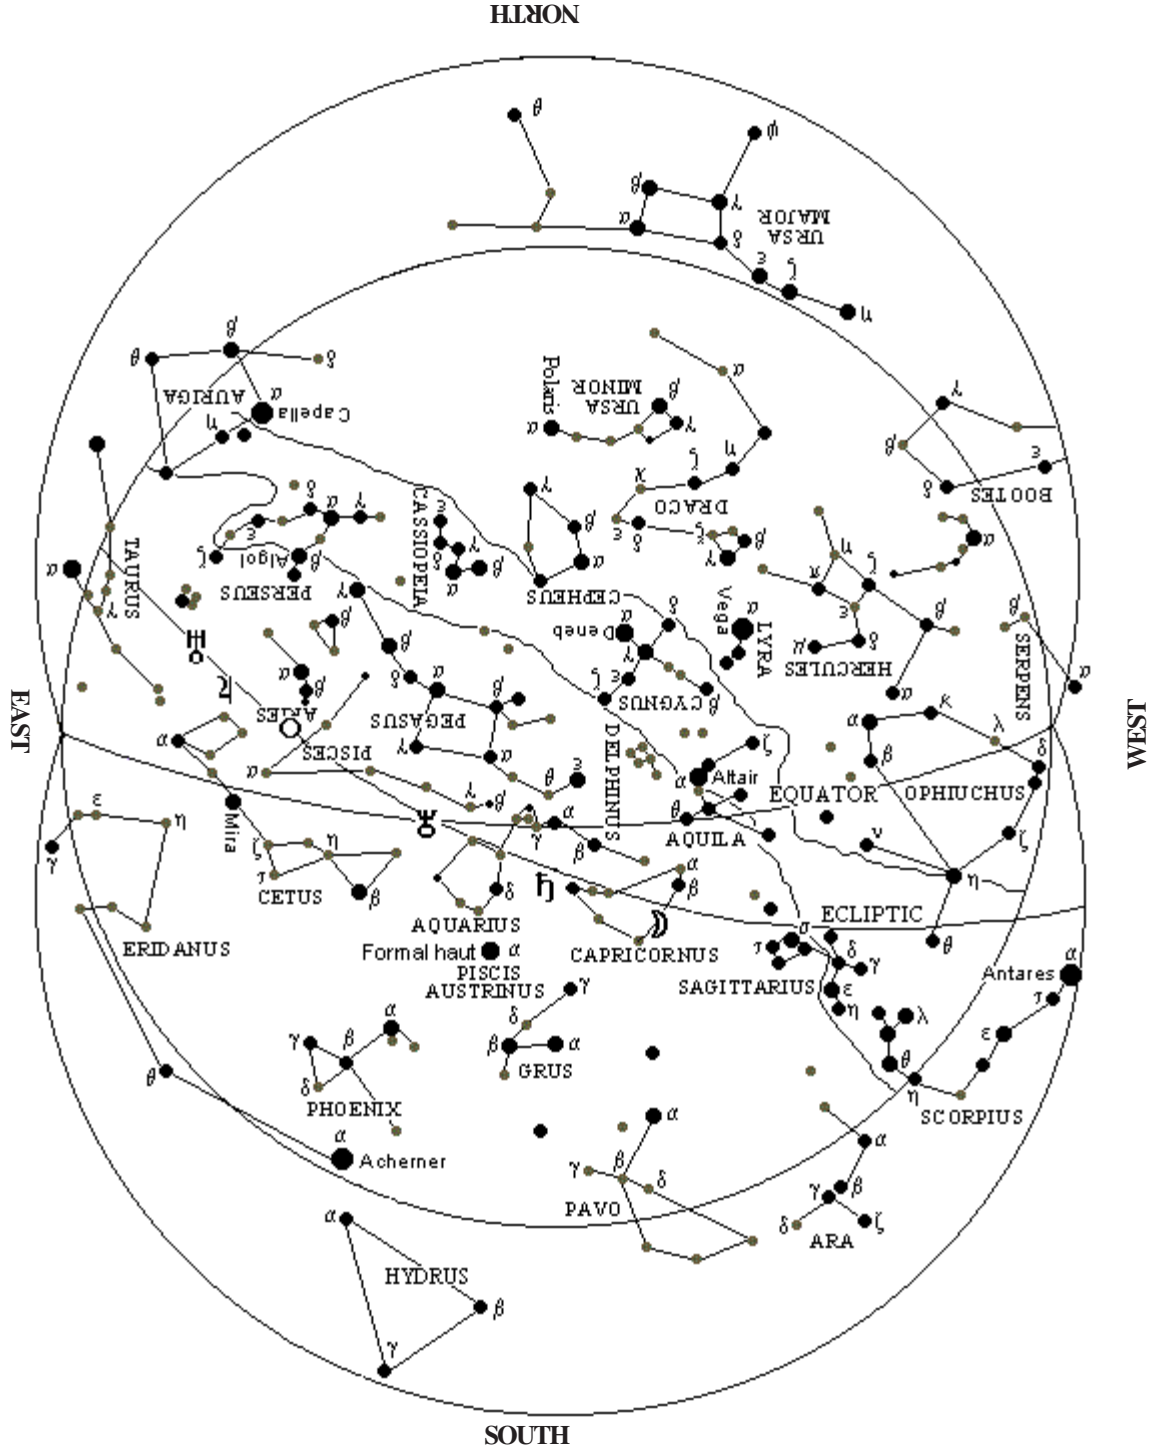 NORTH
θ
φ
β
γ
α
δ
URSA
MAJOR
ε
ζ
η
β
θ
δ
AURIGA
α
Capella
η
Polaris
α
URSA
MINOR
β
γ
α
η
ζ
χ
DRACO
ε
δ
ξ
β
γ
γ
β
δ
ε
BOOTES
α
δ
α
γ
ε
ζ
Algol
β
PERSEUS
CASSIOPEIA
ε
δ
γ
α
β
γ
β
α
CEPHEUS
TAURUS
α
γ
η
ζ
π
β
δ
μ
HERCULES
α
β
SERPENS
α
Vega
α
LYRA
δ
α
Deneb
γ
ε
ζ
β
CYGNUS
γ
β
δ
α
β
PEGASUS
γ
α
β
α
β
ARIES
♅
♃
PISCES
α
γ
β
θ
ε
DELPHINUS
ζ
α
Altair
θ
AQUILA
EAST
WEST
α
κ
λ
β
δ
EQUATOR
OPHIUCHUS
ν
ζ
η
θ
ECLIPTIC
α
Mira
ε
η
γ
ERIDANUS
ζ
η
τ
β
CETUS
γ
α
β
δ
AQUARIUS
♄
α
β
CAPRICORNUS
Formal haut α
PISCIS
AUSTRINUS
σ
τ
δ
γ
SAGITTARIUS
ε
η
α
Antares
τ
λ
ε
θ
η
SCORPIUS
γ
δ
β
α
GRUS
α
γ
β
δ
PHOENIX
θ
α
Acherner
α
γ
β
δ
PAVO
α
γ
β
δ
ζ
ARA
α
HYDRUS
β
γ
SOUTH